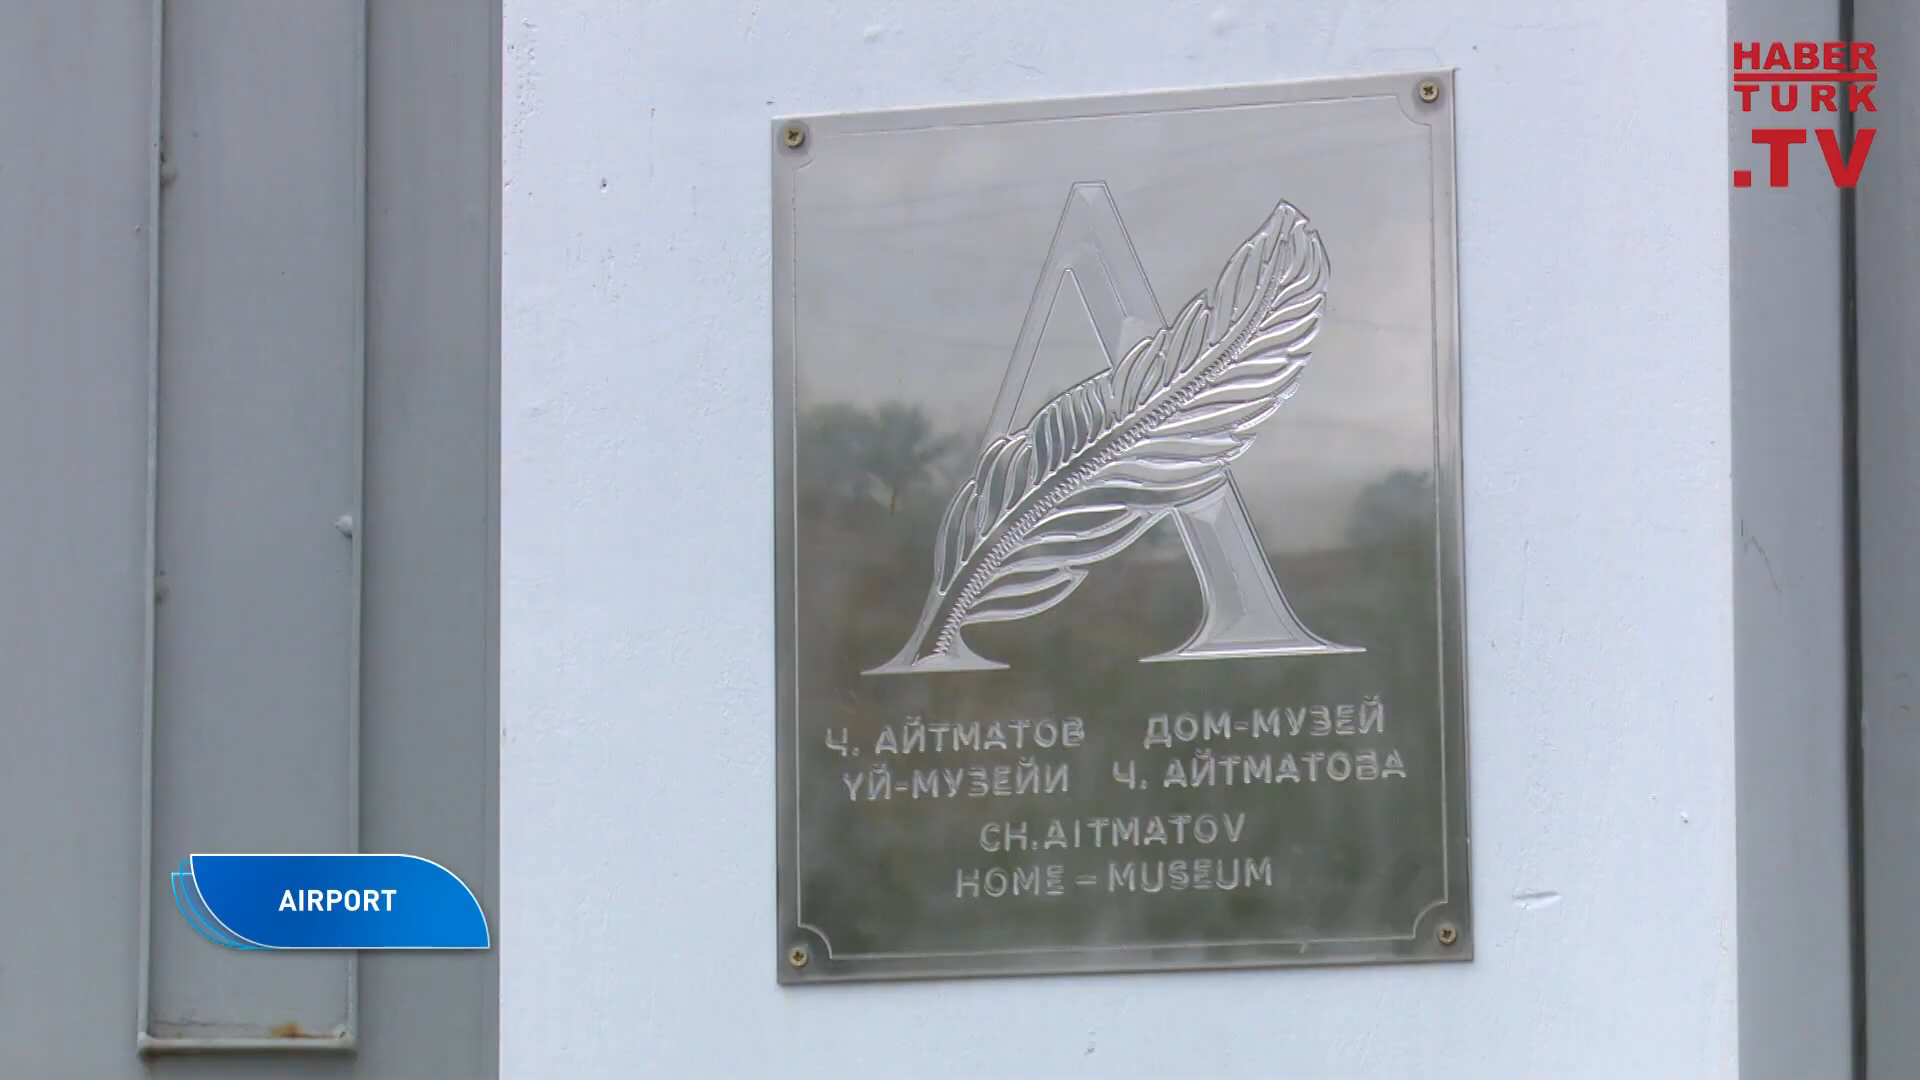 HABER
TURK
.TV
Ч. АЙТМАТОВ
ҮЙ-МУЗЕЙИ
ДОМ-МУЗЕЙ
Ч. АЙТМАТОВА
CH.AITMATOV
HOME-MUSEUM
AIRPORT